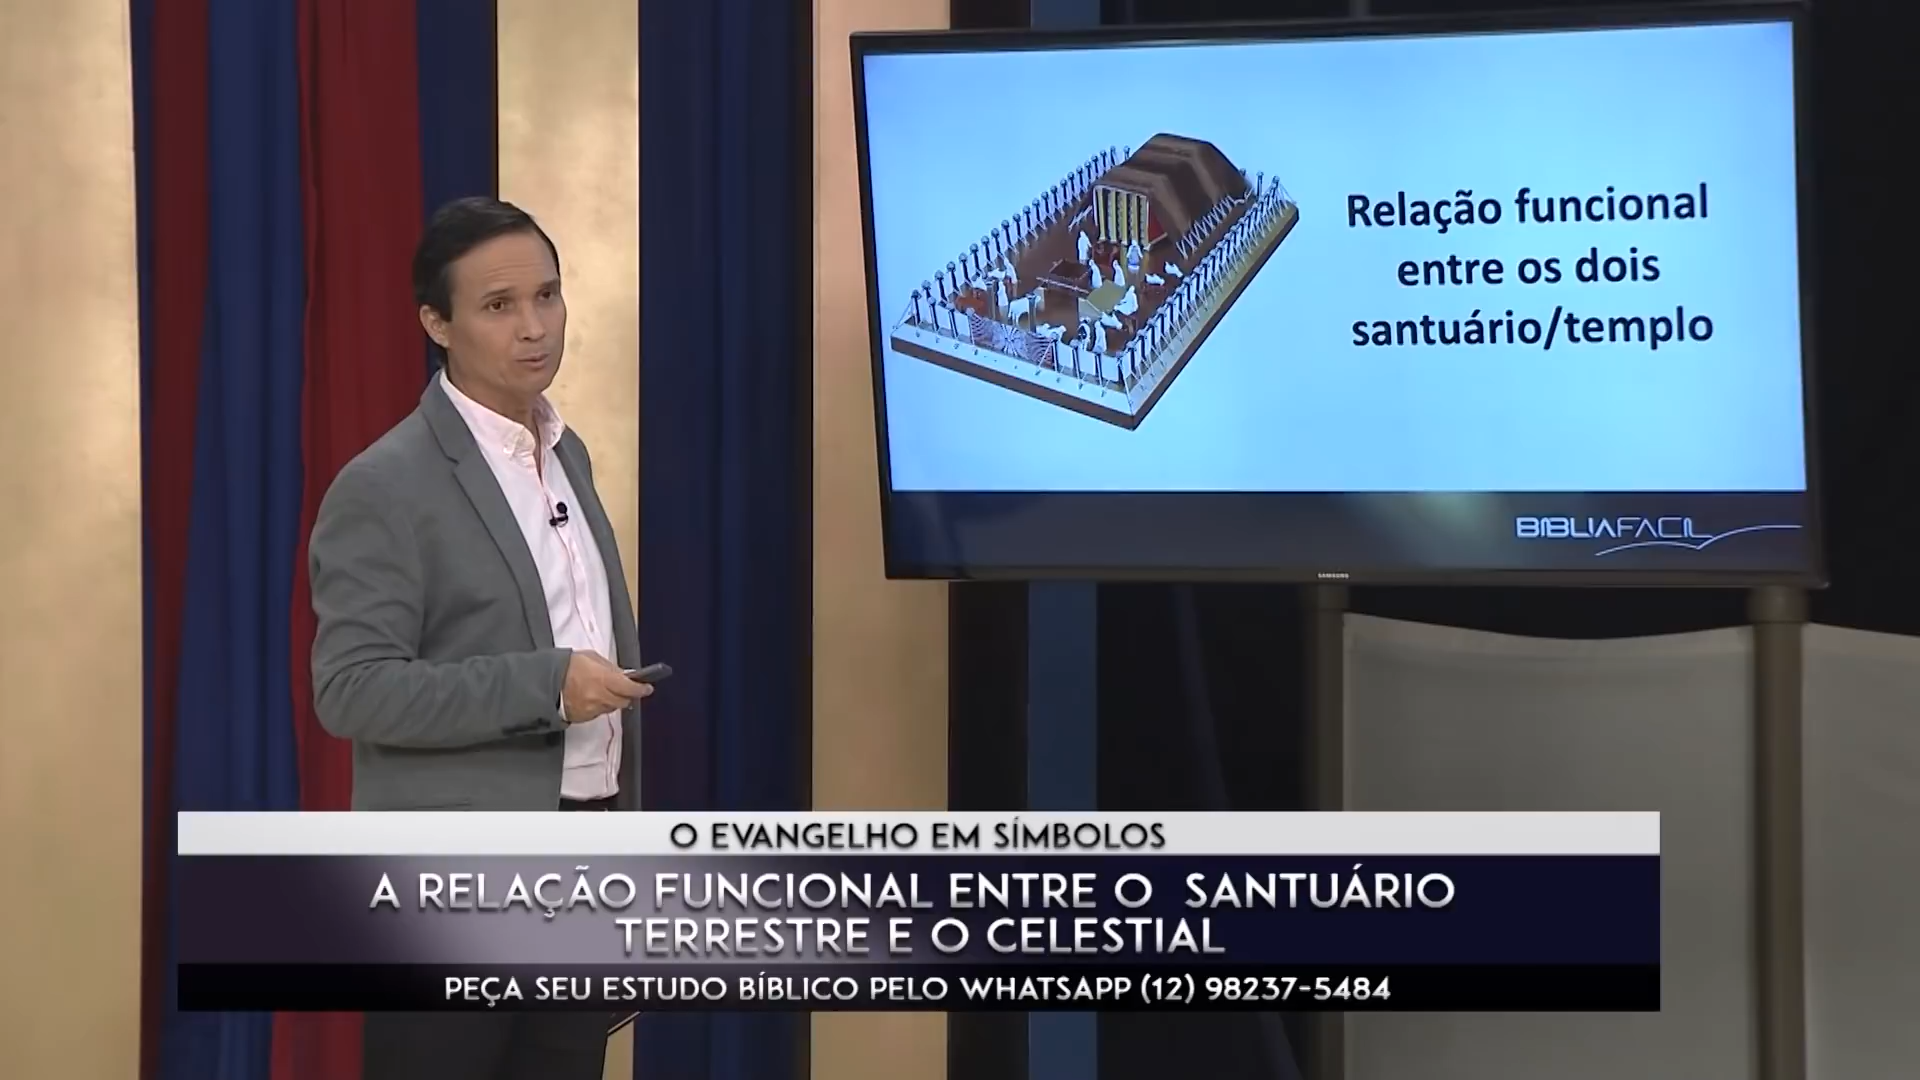 Relação funcional
entre os dois
santuário/templo
BÍBLIAFÁCIL
SAMSUNG
O EVANGELHO EM SÍMBOLOS
A RELAÇÃO FUNCIONAL ENTRE O SANTUÁRIO
TERRESTRE E O CELESTIAL
PEÇA SEU ESTUDO BÍBLICO PELO WHATSAPP (12) 98237-5484